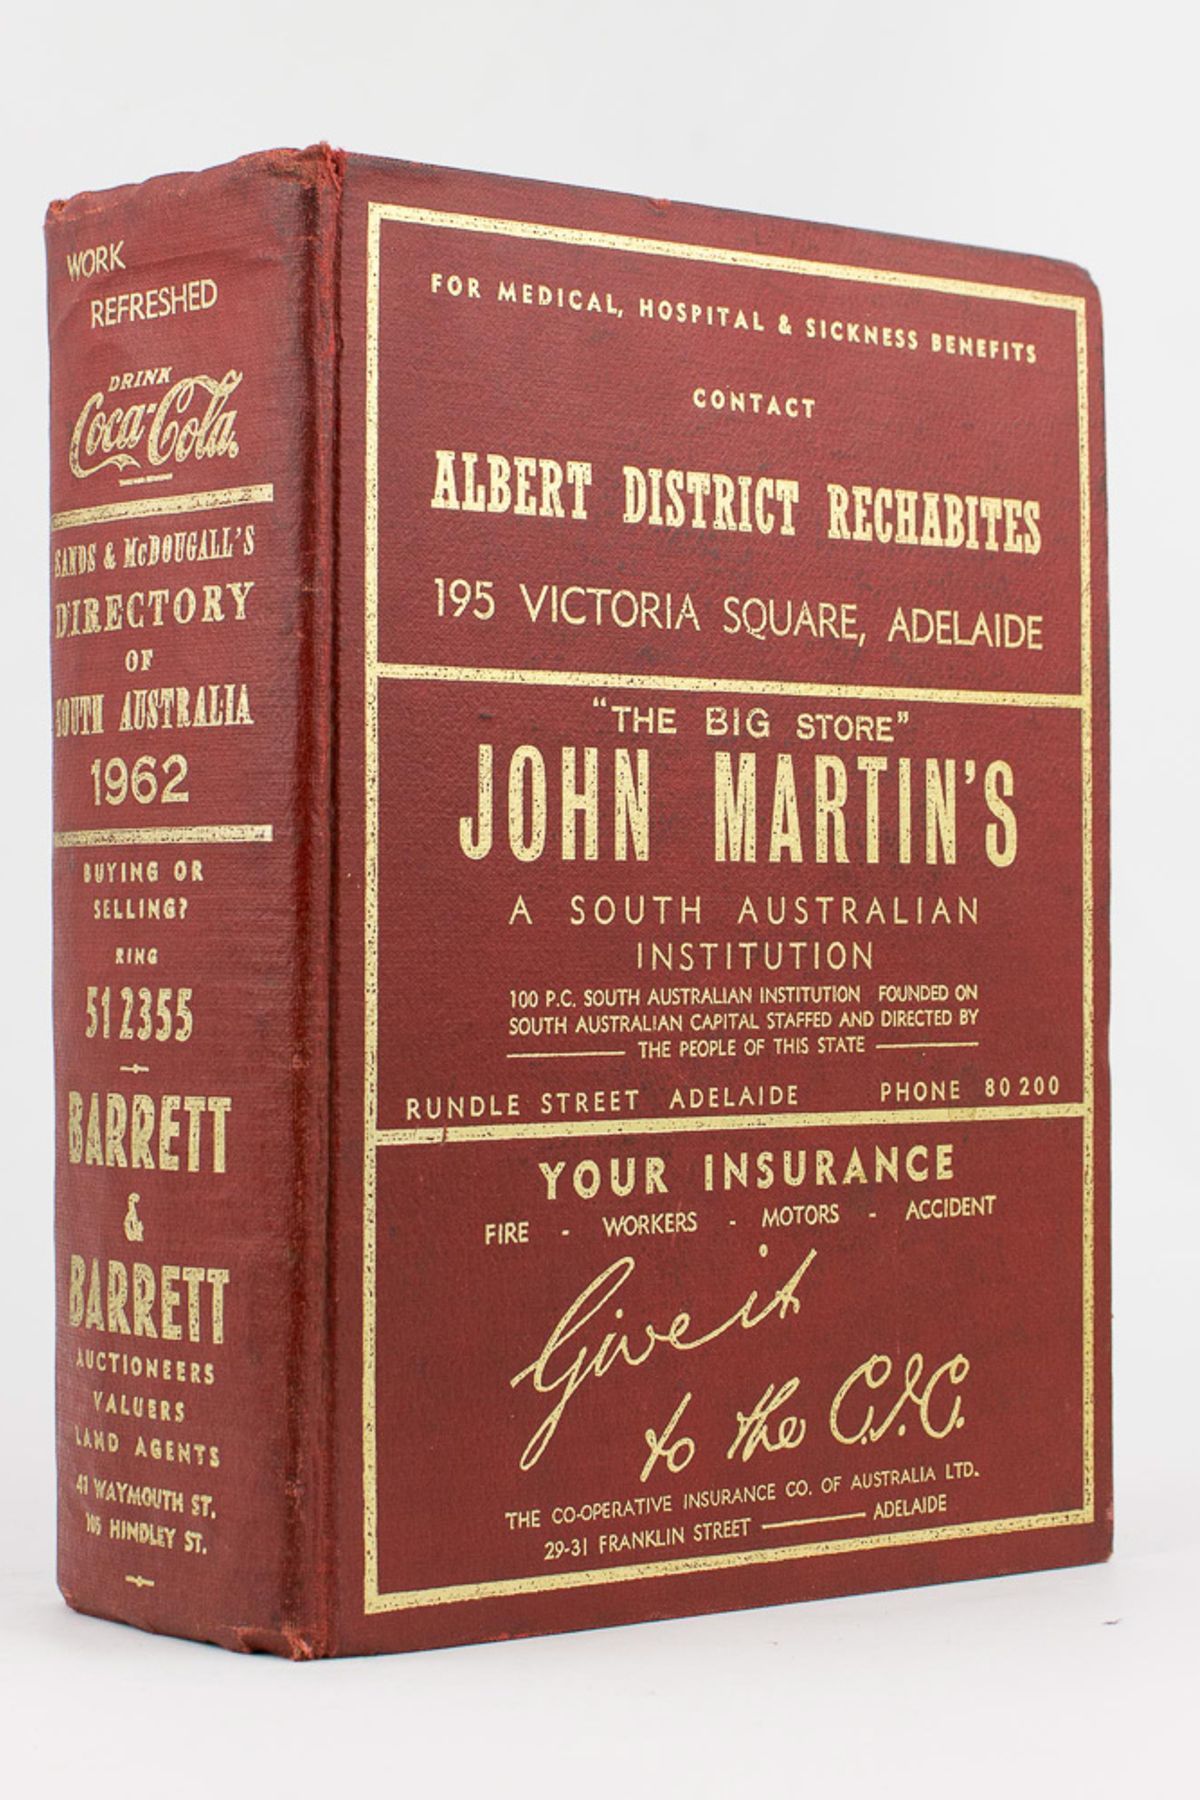 WORK
REFRESHED
DRINK
Coca-Cola
SANDS & McDOUGALL'S
DIRECTORY
OF
SOUTH AUSTRALIA
1962
BUYING OR
SELLING?
RING
51 2355
BARRETT
&
BARRETT
AUCTIONEERS
VALUERS
LAND AGENTS
41 WAYMOUTH ST.
105 HINDLEY ST.
FOR MEDICAL, HOSPITAL & SICKNESS BENEFITS
CONTACT
ALBERT DISTRICT RECHABITES
195 VICTORIA SQUARE, ADELAIDE
"THE BIG STORE"
JOHN MARTIN'S
A SOUTH AUSTRALIAN
INSTITUTION
100 P.C. SOUTH AUSTRALIAN INSTITUTION FOUNDED ON
SOUTH AUSTRALIAN CAPITAL STAFFED AND DIRECTED BY
THE PEOPLE OF THIS STATE
RUNDLE STREET ADELAIDE PHONE 80 200
YOUR INSURANCE
FIRE - WORKERS - MOTORS - ACCIDENT
Give it
to the C.I.C.
THE CO-OPERATIVE INSURANCE CO. OF AUSTRALIA LTD.
29-31 FRANKLIN STREET ADELAIDE